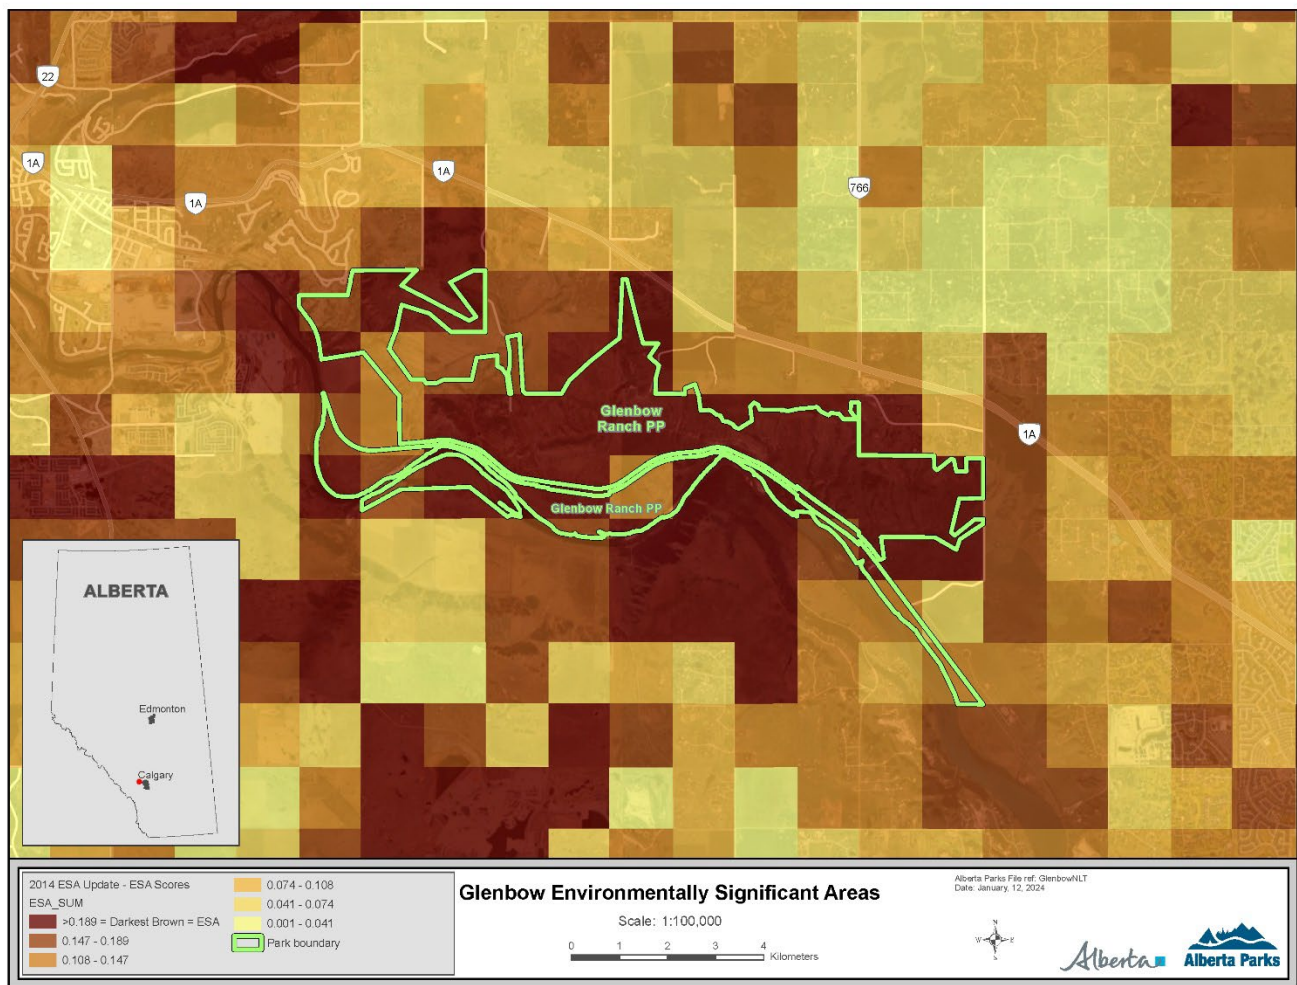 22
1A
1A
1A
766
1A
Glenbow
Ranch PP
Glenbow Ranch PP
ALBERTA
Edmonton
Calgary
2014 ESA Update - ESA Scores
ESA_SUM
>0.189 = Darkest Brown = ESA
0.147 - 0.189
0.108 - 0.147
0.074 - 0.108
0.041 - 0.074
0.001 - 0.041
Park boundary
Glenbow Environmentally Significant Areas
Scale: 1:100,000
0 1 2 3 4
Kilometers
Alberta Parks File ref: GlenbowNLT
Date: January, 12, 2024
N
W E
S
Alberta
Alberta Parks